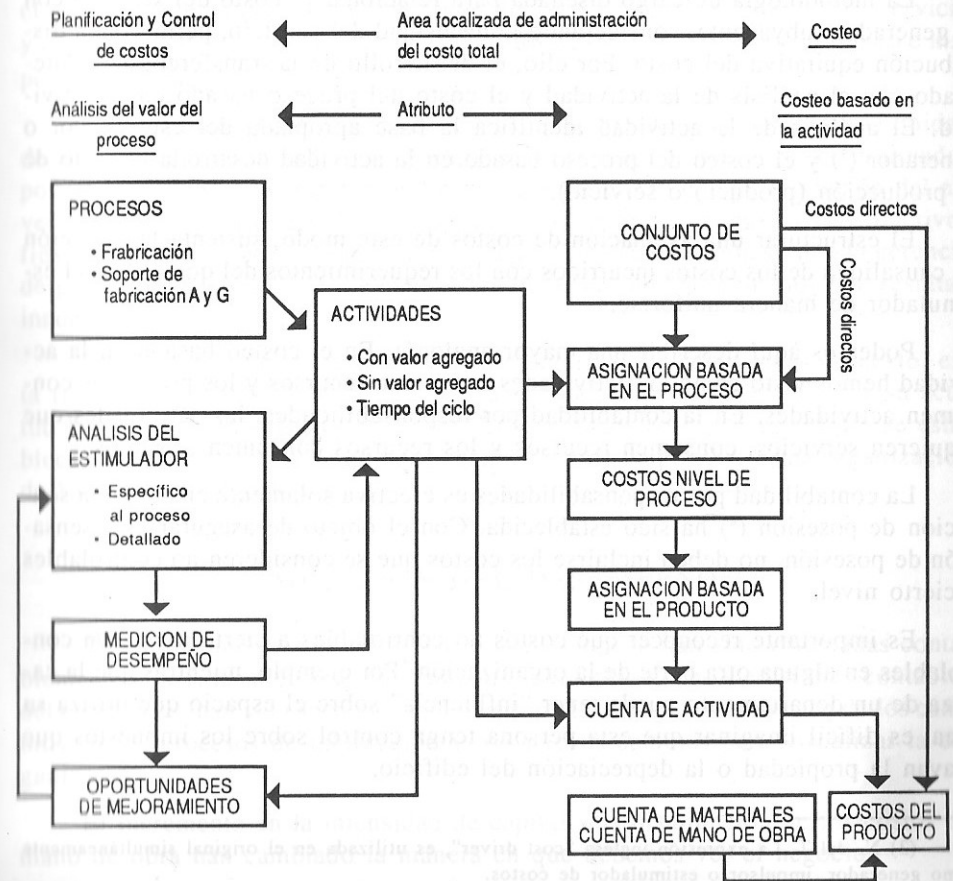 Planificación y Control
de costos
Area focalizada de administración
del costo total
Costeo
Análisis del valor del
proceso
Atributo
Costeo basado en
la actividad
PROCESOS
• Frabricación
• Soporte de
fabricación A y G
ACTIVIDADES
• Con valor agregado
• Sin valor agregado
• Tiempo del ciclo
CONJUNTO DE
COSTOS
Costos directos
Costos directos
ASIGNACION BASADA
EN EL PROCESO
ANALISIS DEL
ESTIMULADOR
• Específico
al proceso
• Detallado
COSTOS NIVEL DE
PROCESO
ASIGNACION BASADA
EN EL PRODUCTO
MEDICION DE
DESEMPEÑO
CUENTA DE ACTIVIDAD
OPORTUNIDADES
DE MEJORAMIENTO
CUENTA DE MATERIALES
CUENTA DE MANO DE OBRA
COSTOS DEL
PRODUCTO